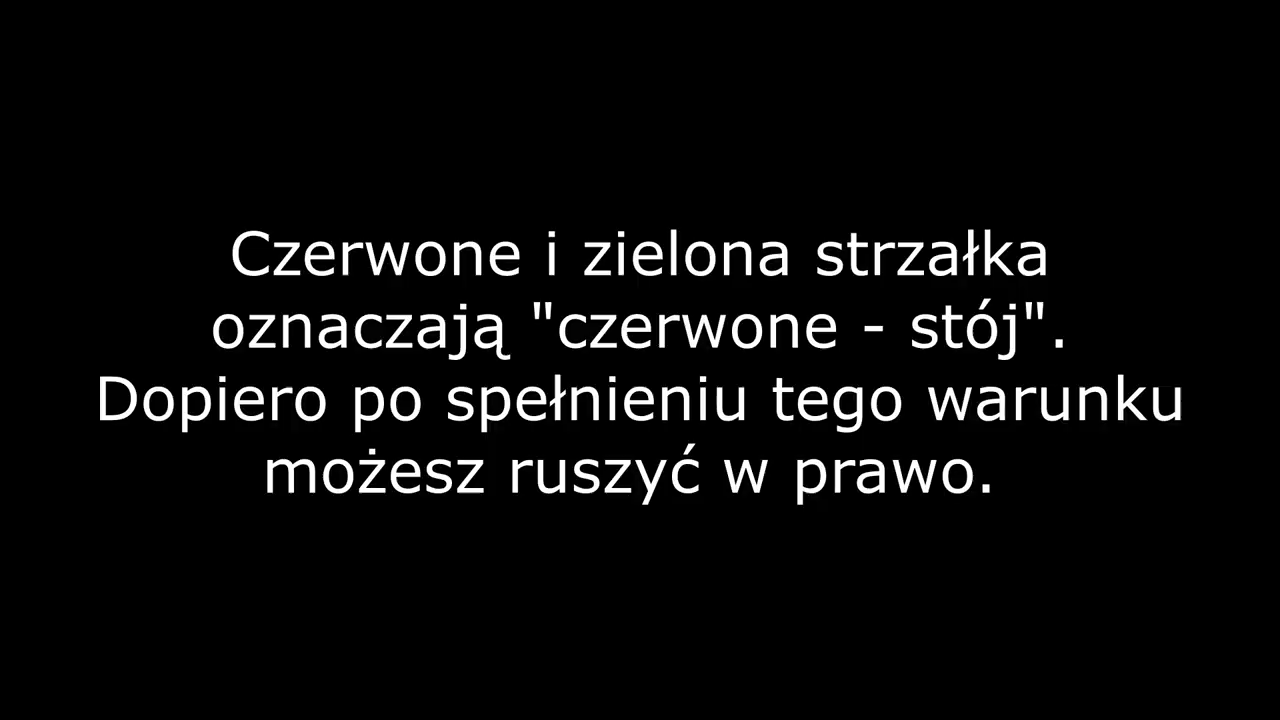 Czerwone i zielona strzałka
oznaczają "czerwone - stój".
Dopiero po spełnieniu tego warunku
możesz ruszyć w prawo.